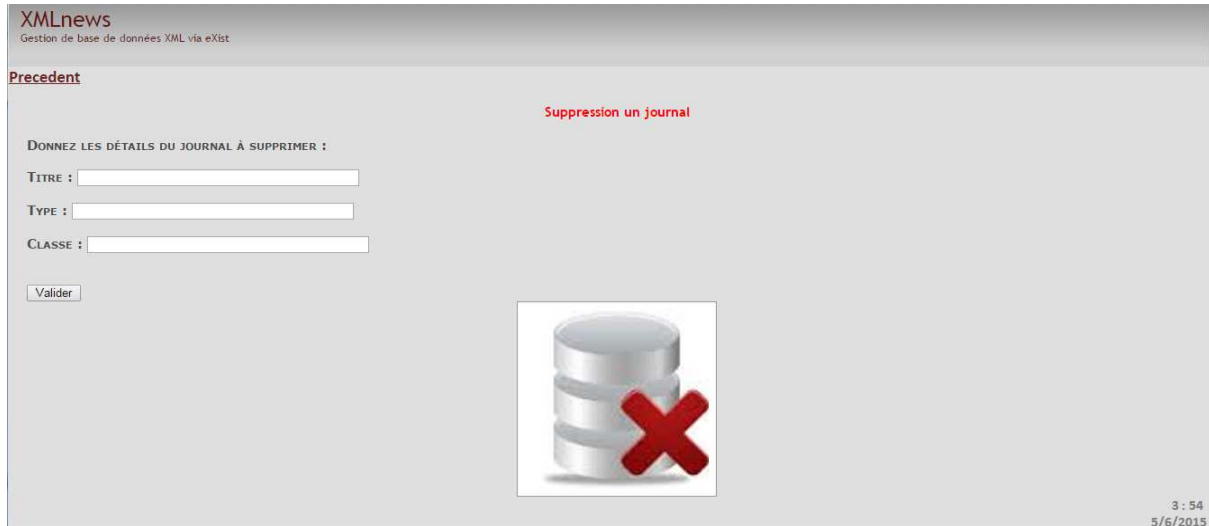 XMLnews
Gestion de base de données XML via eXist
Precedent
Suppression un journal
DONNEZ LES DÉTAILS DU JOURNAL À SUPPRIMER :
TITRE :
TYPE :
CLASSE :
Valider
3 : 54
5/6/2015